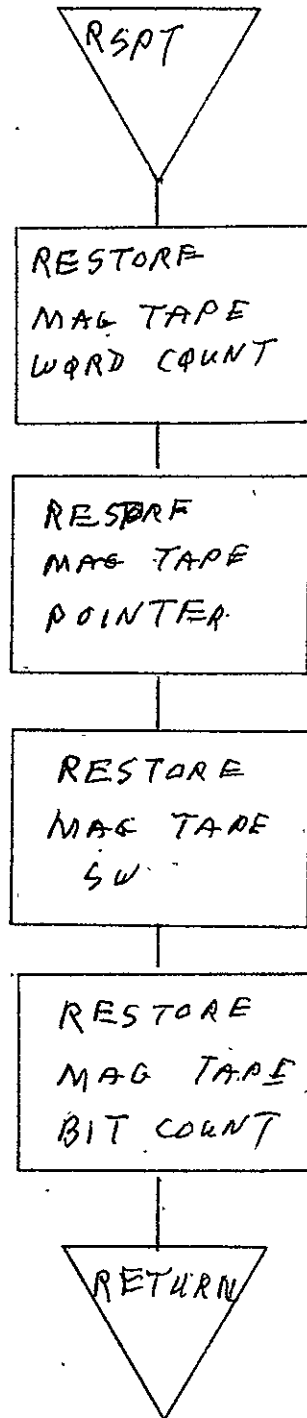 RSPT
RESTORE
MAG TAPE
WORD COUNT
RESTORE
MAG TAPE
POINTER
RESTORE
MAG TAPE
SW
RESTORE
MAG TAPE
BIT COUNT
RETURN